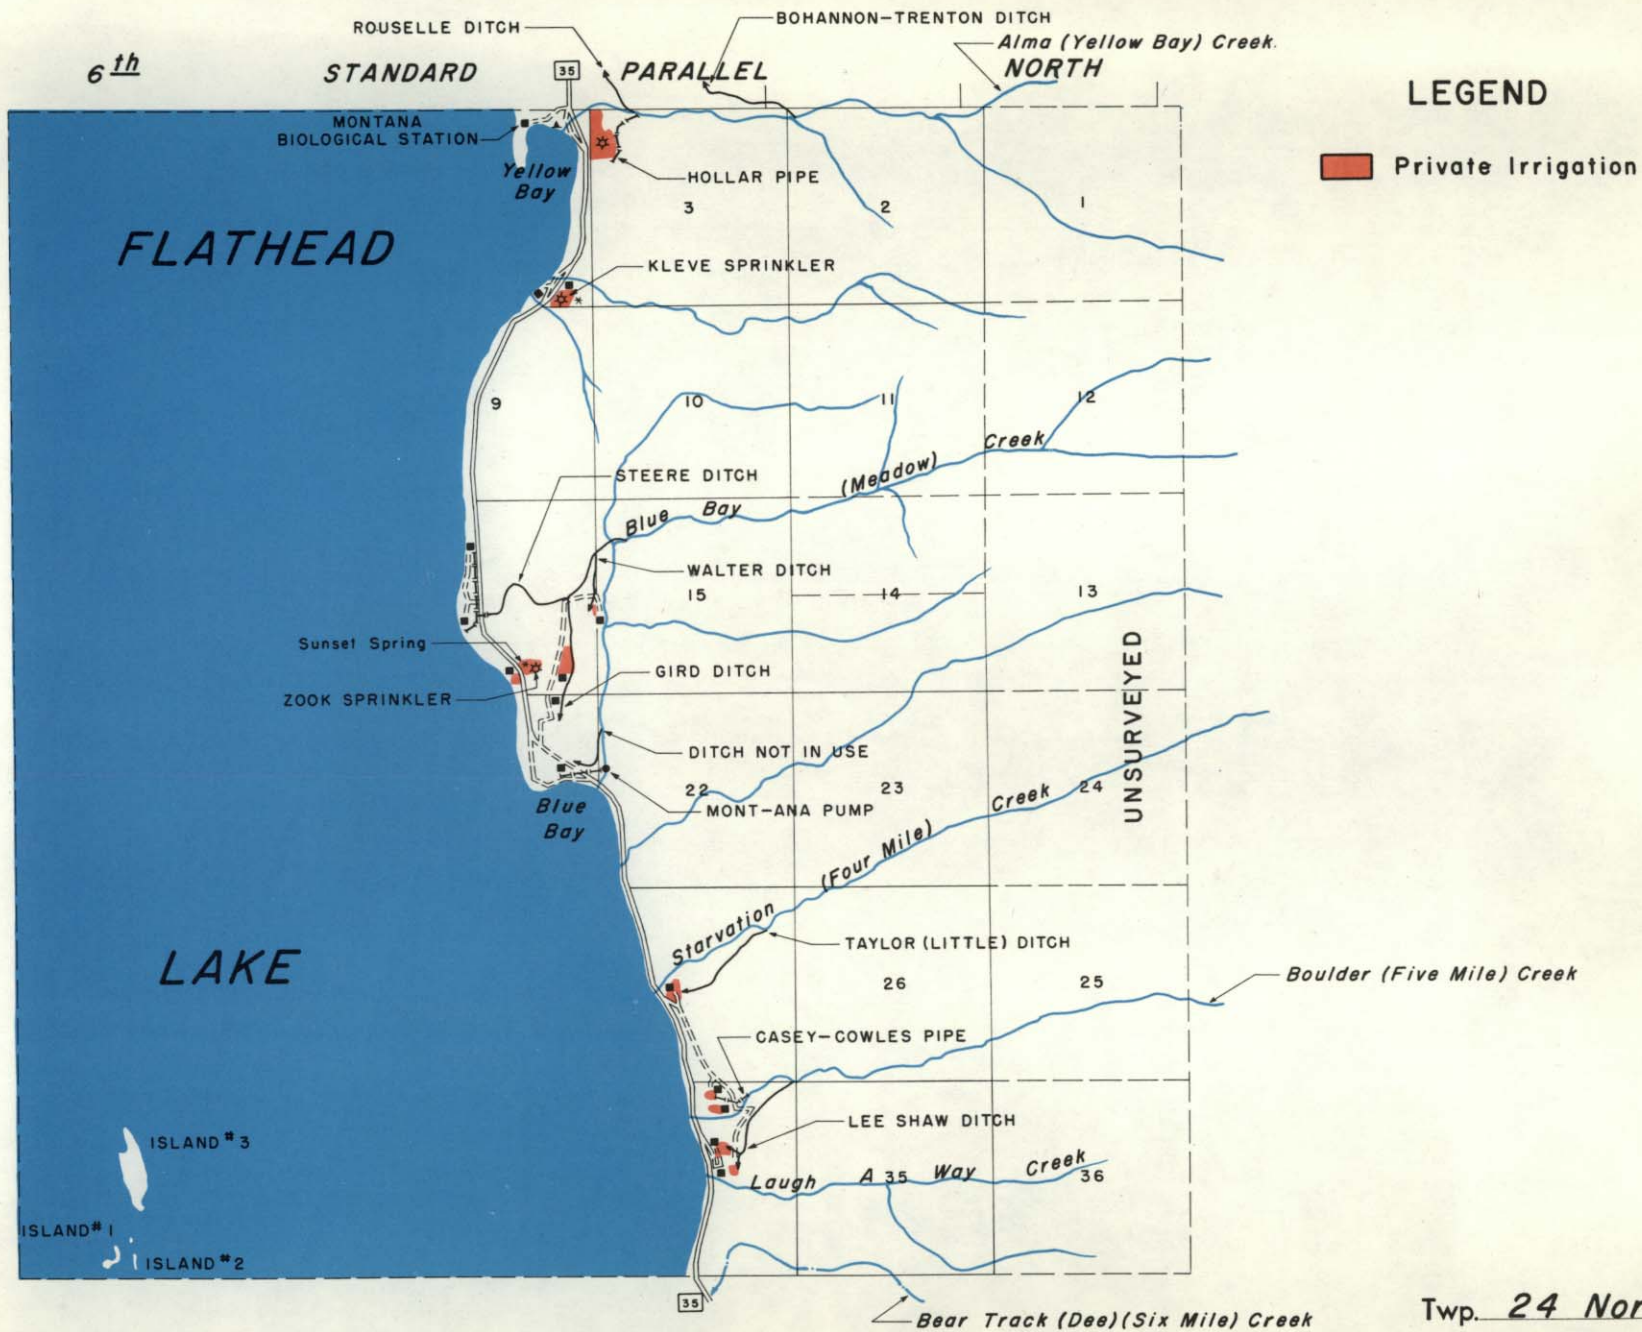 ROUSELLE DITCH
BOHANNON-TRENTON DITCH
Alma (Yellow Bay) Creek.
6th STANDARD 35 PARALLEL NORTH
LEGEND
MONTANA
BIOLOGICAL STATION
Private Irrigation
Yellow
Bay
HOLLAR PIPE
3 2 1
FLATHEAD
KLEVE SPRINKLER
9 10 11 12
Creek
STEERE DITCH
(Meadow)
Blue Bay
WALTER DITCH
15 14 13
Sunset Spring
GIRD DITCH
ZOOK SPRINKLER
UNSURVEYED
DITCH NOT IN USE
22 23 24
Blue
Bay
MONT-ANA PUMP
Creek
(Four Mile)
Starvation
TAYLOR (LITTLE) DITCH
LAKE
26 25
Boulder (Five Mile) Creek
CASEY-COWLES PIPE
LEE SHAW DITCH
ISLAND #3
Laugh A 35 Way Creek 36
ISLAND #1
ISLAND #2
35
Bear Track (Dee)(Six Mile) Creek
Twp. 24 Nor